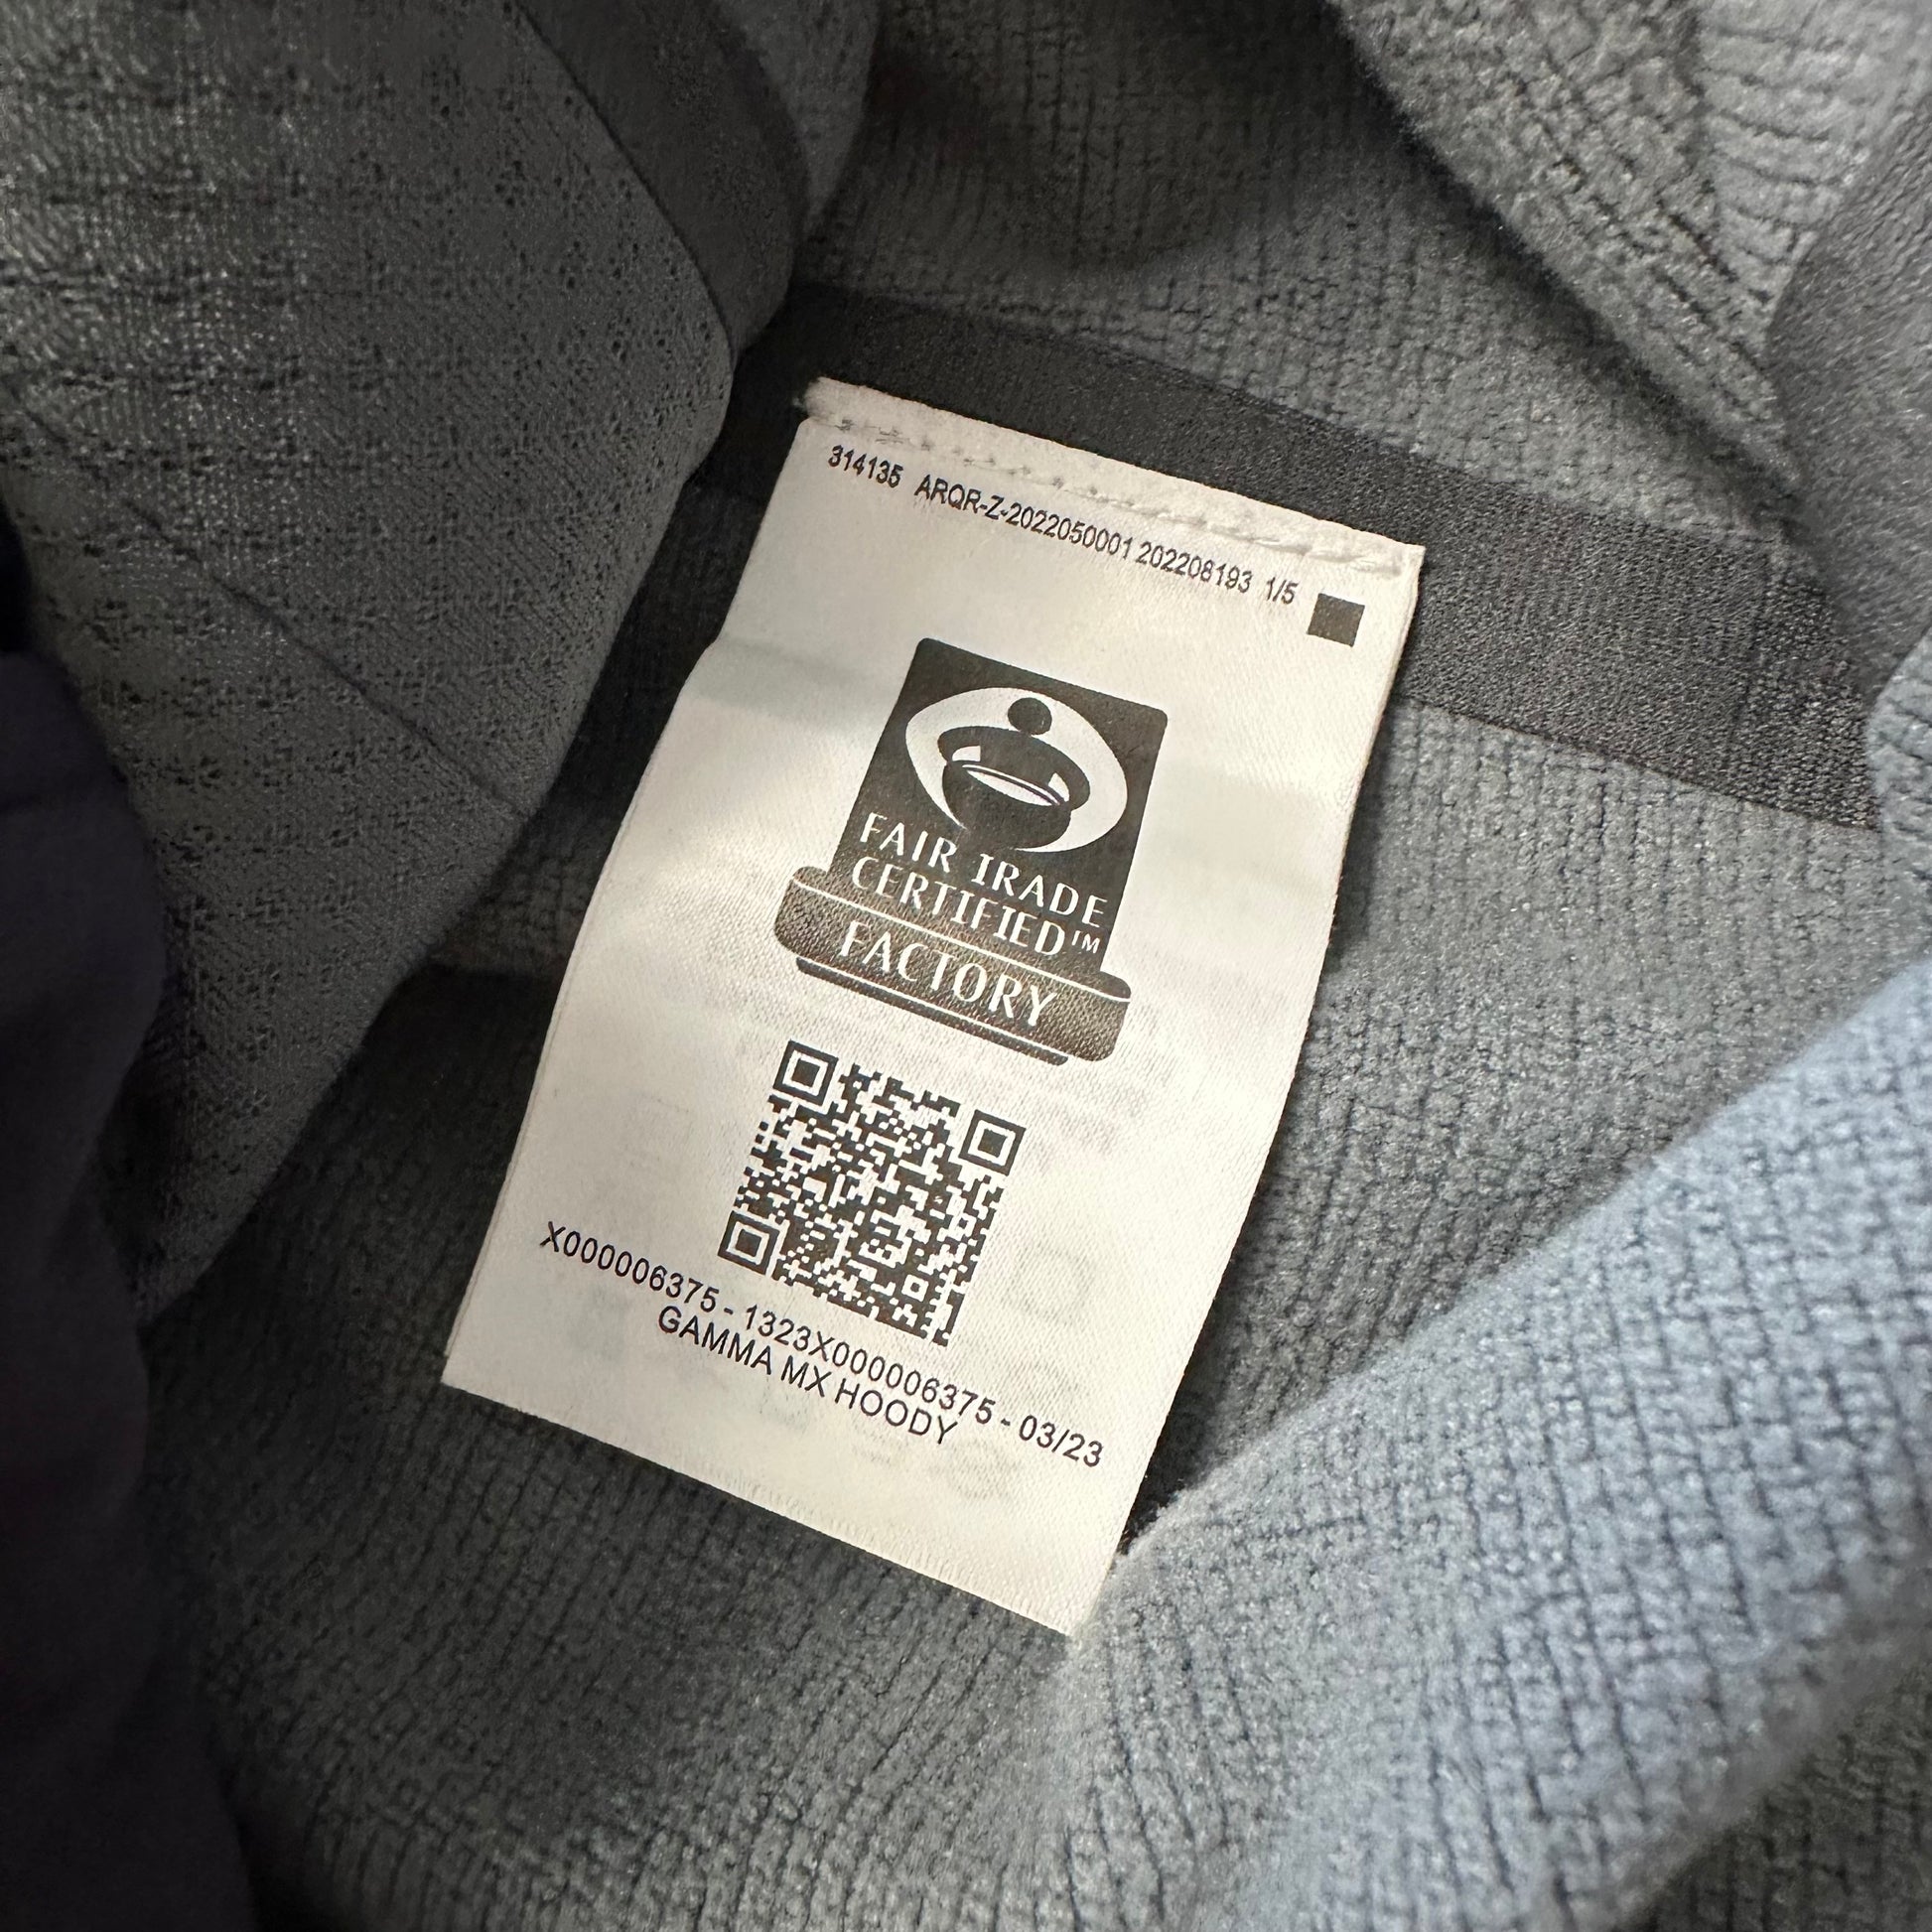 314135 ARQR-Z-2022050001 202208193 1/5
FAIR TRADE
CERTIFIED™
FACTORY
X000006375 - 1323X000006375 - 03/23
GAMMA MX HOODY